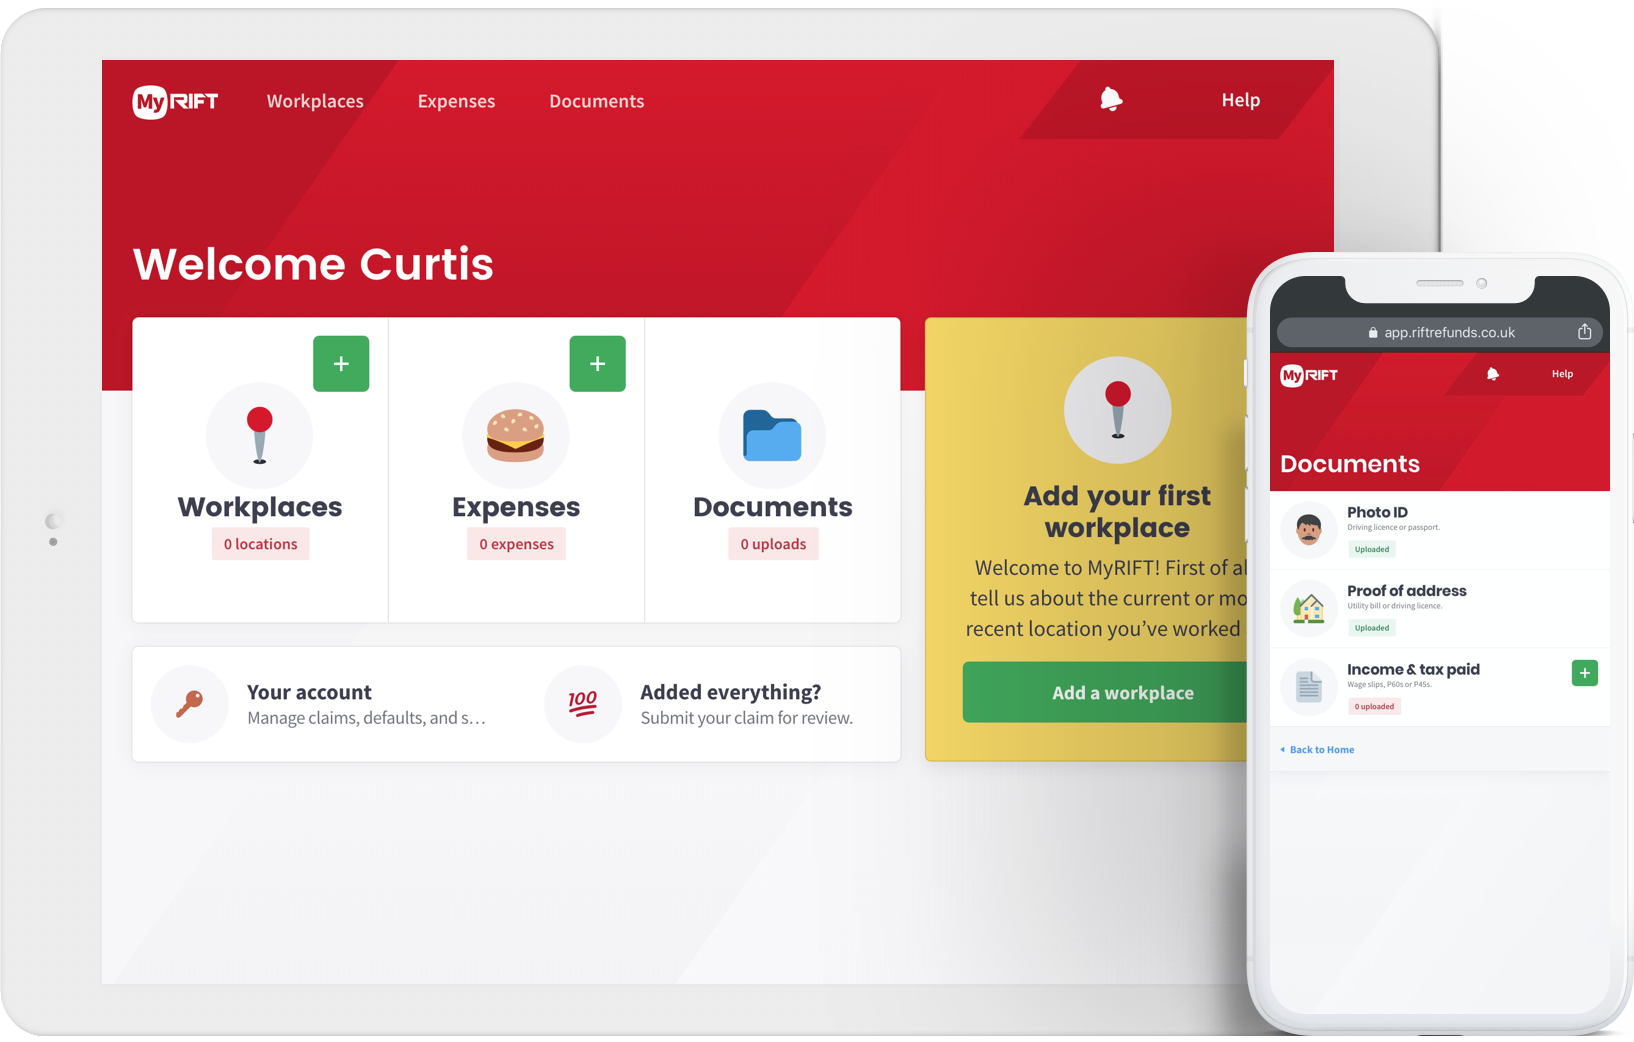 My RIFT
Workplaces
Expenses
Documents
Help
Welcome Curtis
+
+
Workplaces
0 locations
Expenses
0 expenses
Documents
0 uploads
Your account
Manage claims, defaults, and s...
100
Added everything?
Submit your claim for review.
Add your first
workplace
Welcome to MyRIFT! First of al
tell us about the current or mo
recent location you’ve worked
Add a workplace
app.riftrefunds.co.uk
My RIFT
Help
Documents
Photo ID
Driving licence or passport.
Uploaded
Proof of address
Utility bill or driving licence.
Uploaded
Income & tax paid
Wage slips, P60s or P45s.
0 uploaded
+
Back to Home